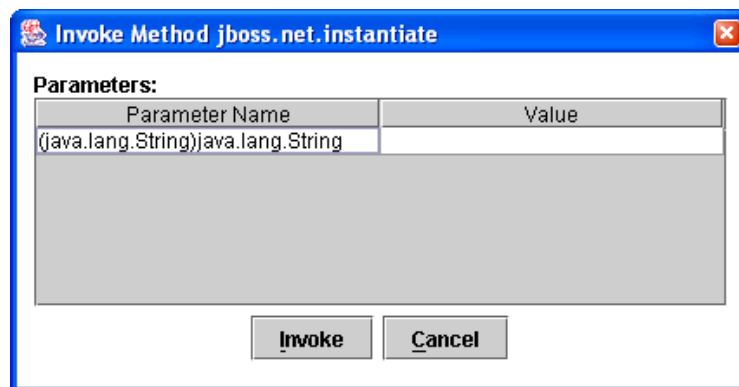 Invoke Method jboss.net.instantiate
Parameters:
Parameter Name Value
(java.lang.String)java.lang.String
Invoke Cancel